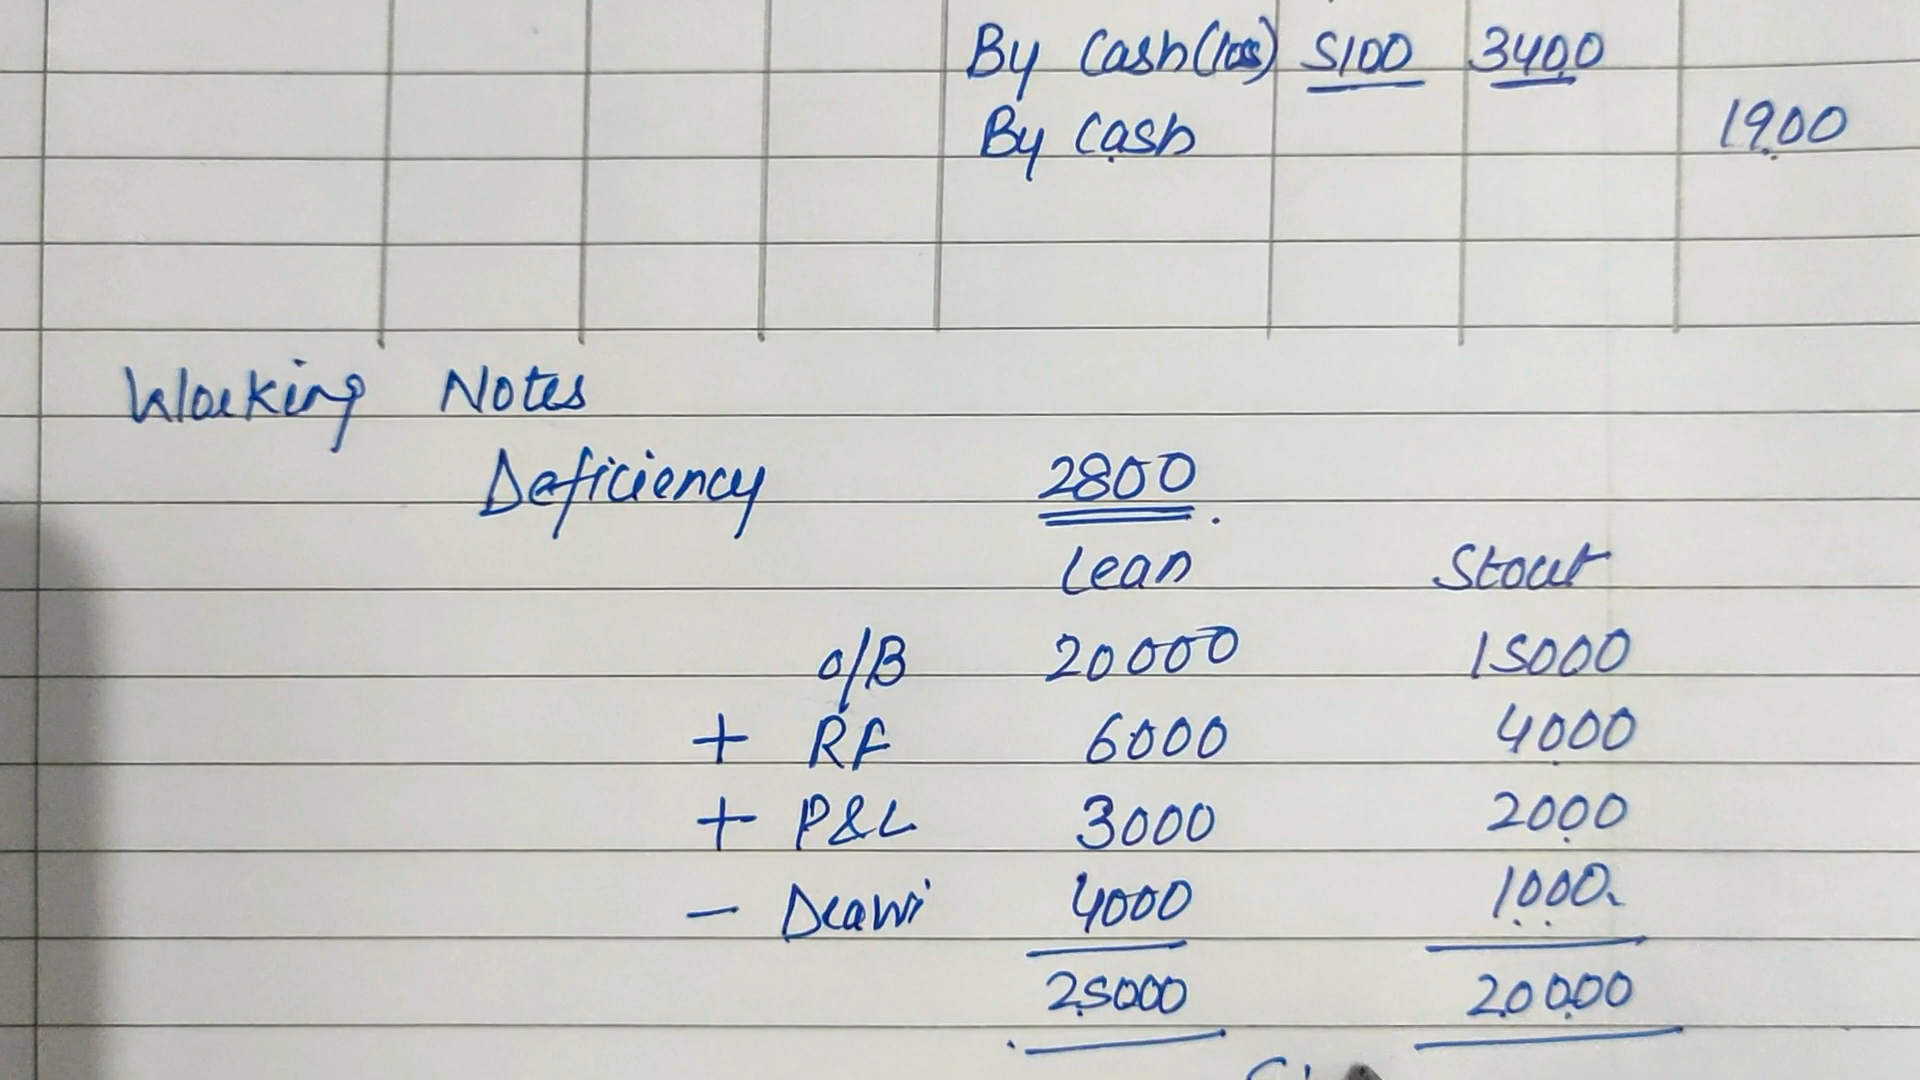 By Cash (loss) 5100 3400
By Cash 1900
Working Notes
Deficiency 2800
Lean Stout
O/B 20000 15000
+ RF 6000 4000
+ P&L 3000 2000
- Drawi 4000 1000
25000 20000